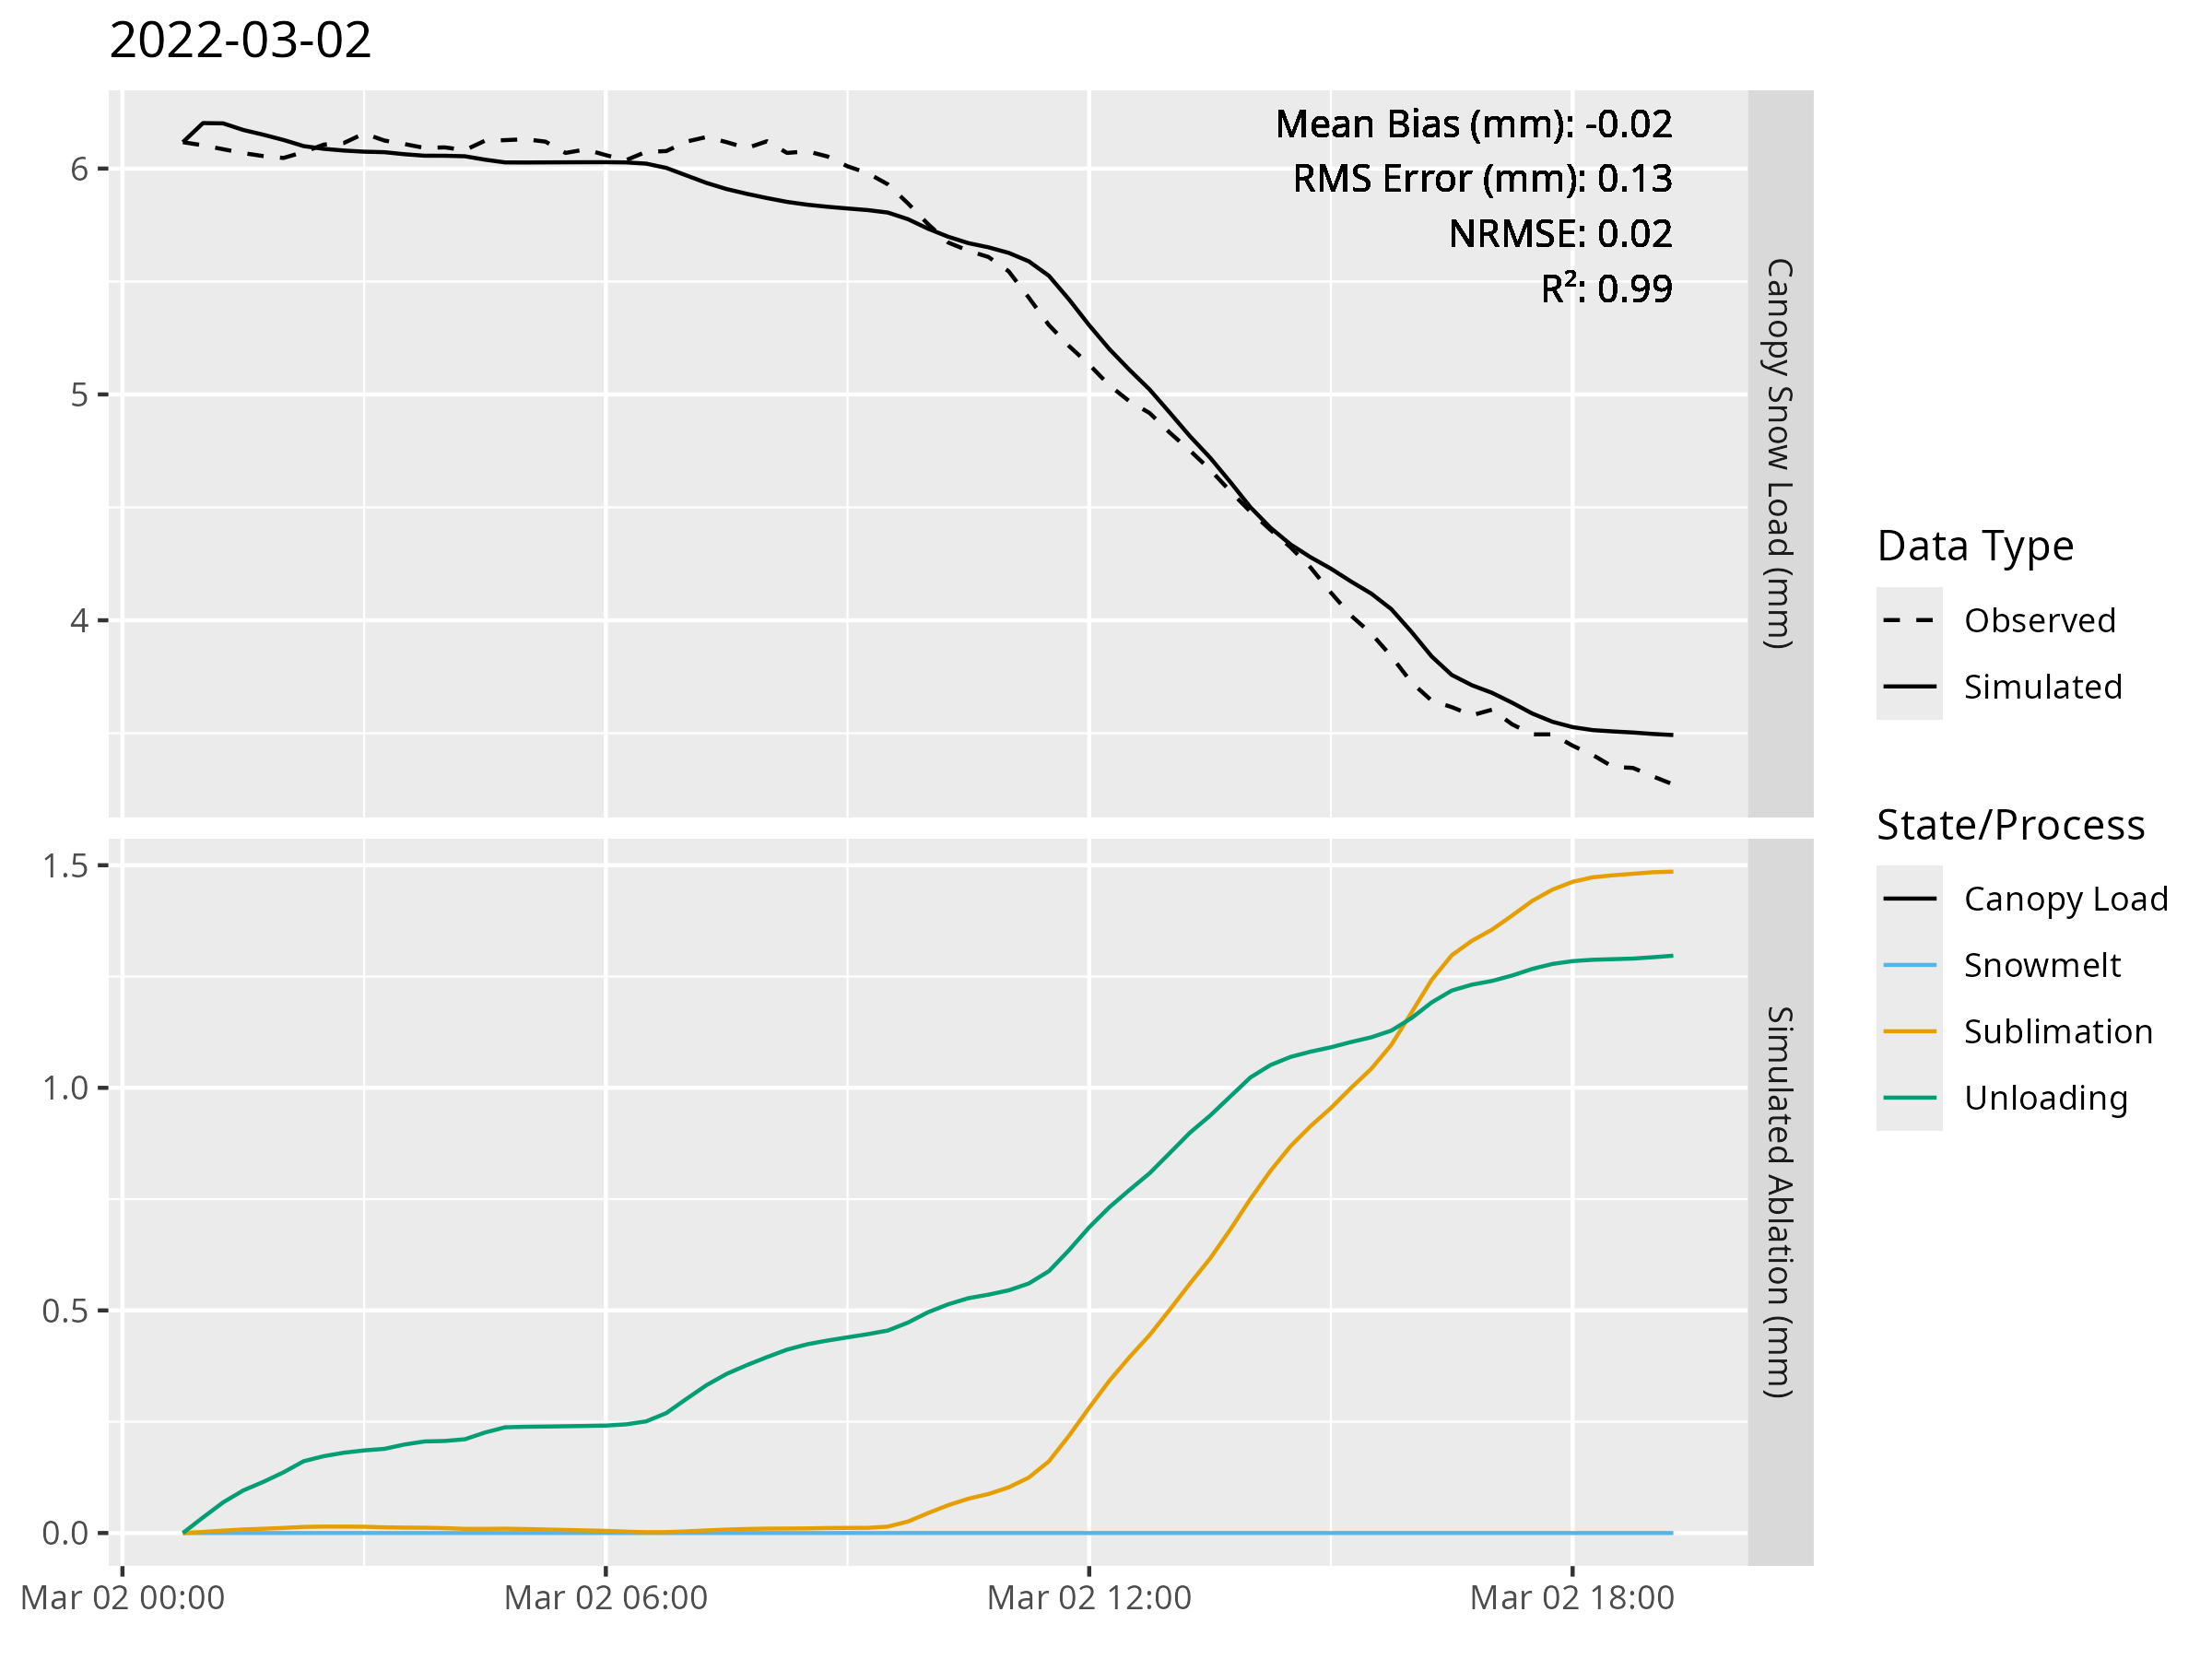 2022-03-02
Mean Bias (mm): -0.02
RMS Error (mm): 0.13
NRMSE: 0.02
R²: 0.99
6
5
4
Canopy Snow Load (mm)
1.5
1.0
0.5
0.0
Simulated Ablation (mm)
Mar 02 00:00
Mar 02 06:00
Mar 02 12:00
Mar 02 18:00
Data Type
Observed
Simulated
State/Process
Canopy Load
Snowmelt
Sublimation
Unloading